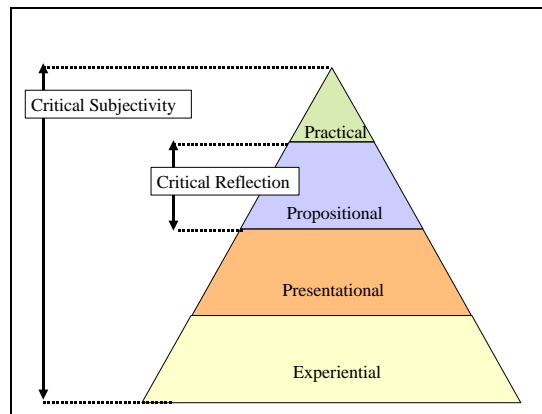 Critical Subjectivity
Practical
Critical Reflection
Propositional
Presentational
Experiential